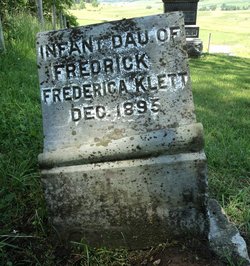 INFANT DAU OF
FREDRICK
FREDERICA KLETT
DEC. 1895